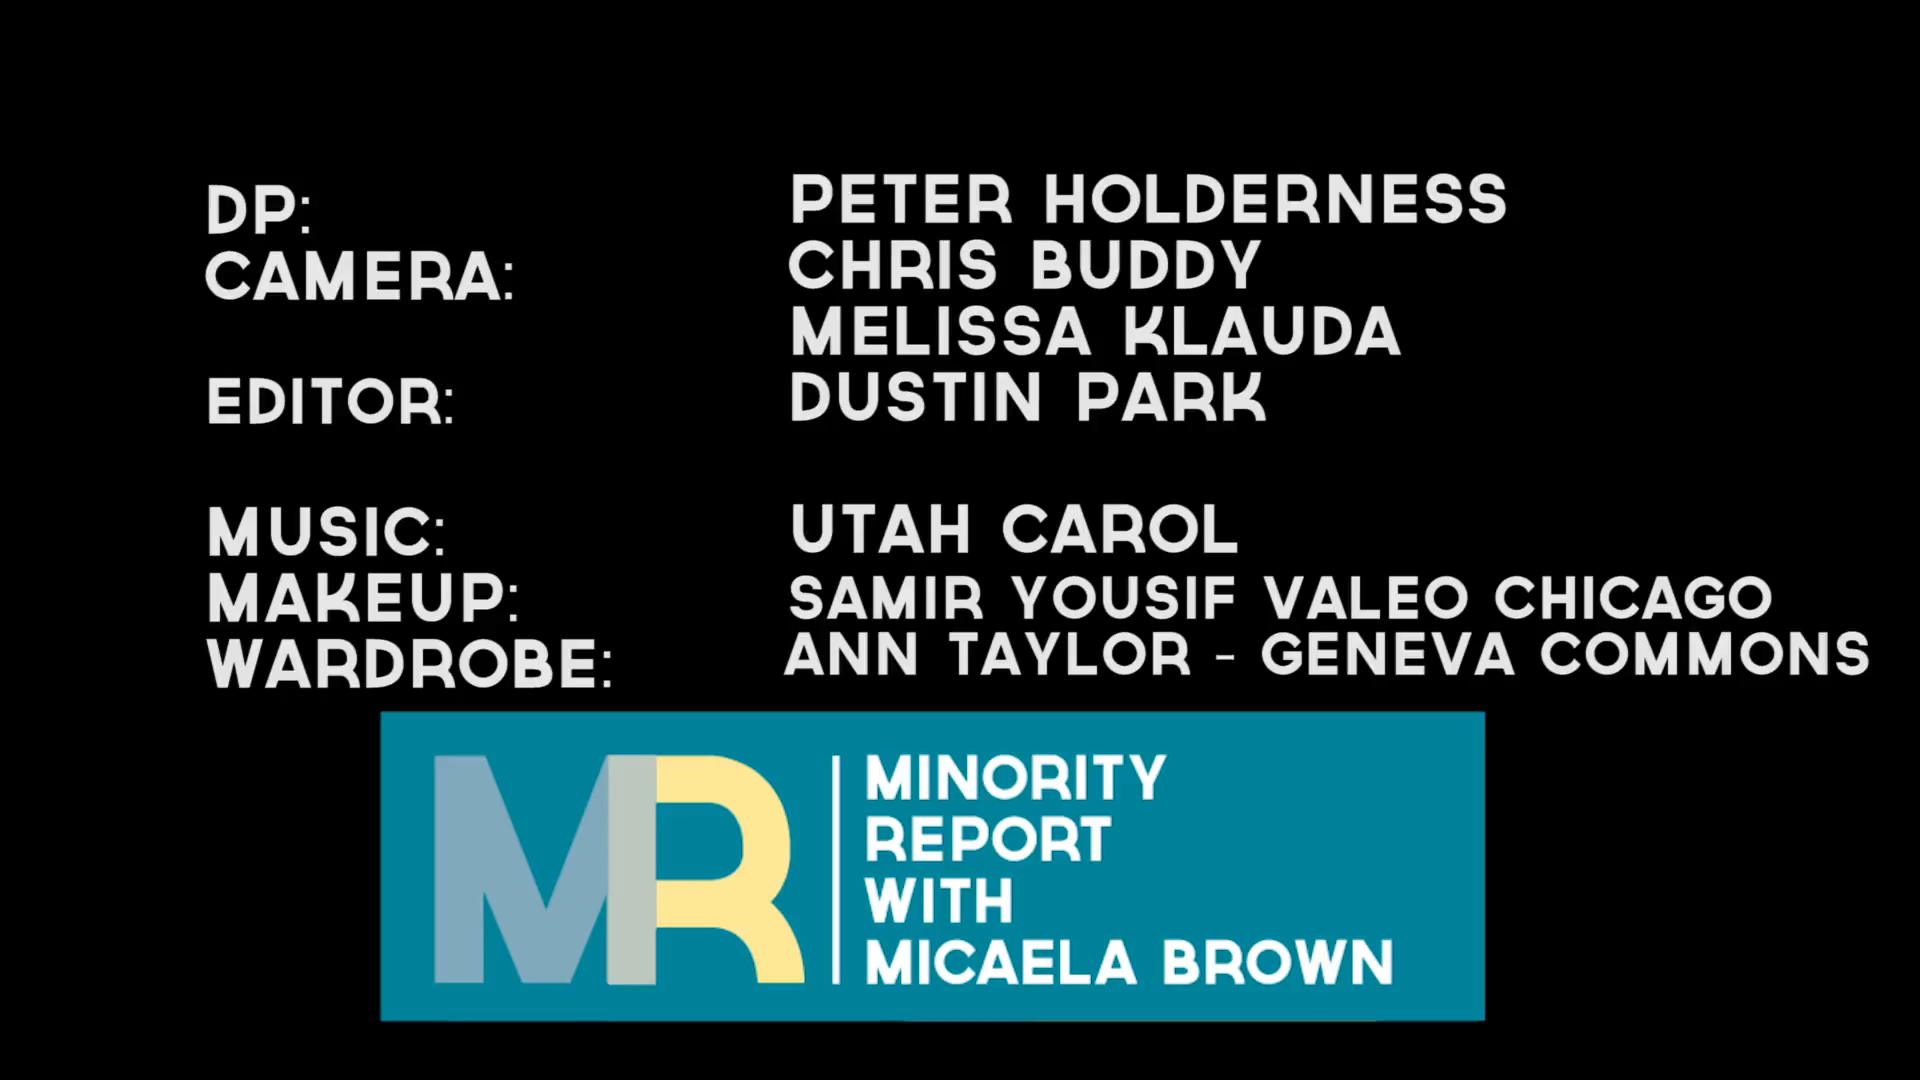 DP: PETER HOLDERNESS
CAMERA: CHRIS BUDDY
MELISSA KLAUDA
EDITOR: DUSTIN PARK
MUSIC: UTAH CAROL
MAKEUP: SAMIR YOUSIF VALEO CHICAGO
WARDROBE: ANN TAYLOR - GENEVA COMMONS
MR
MINORITY
REPORT
WITH
MICAELA BROWN